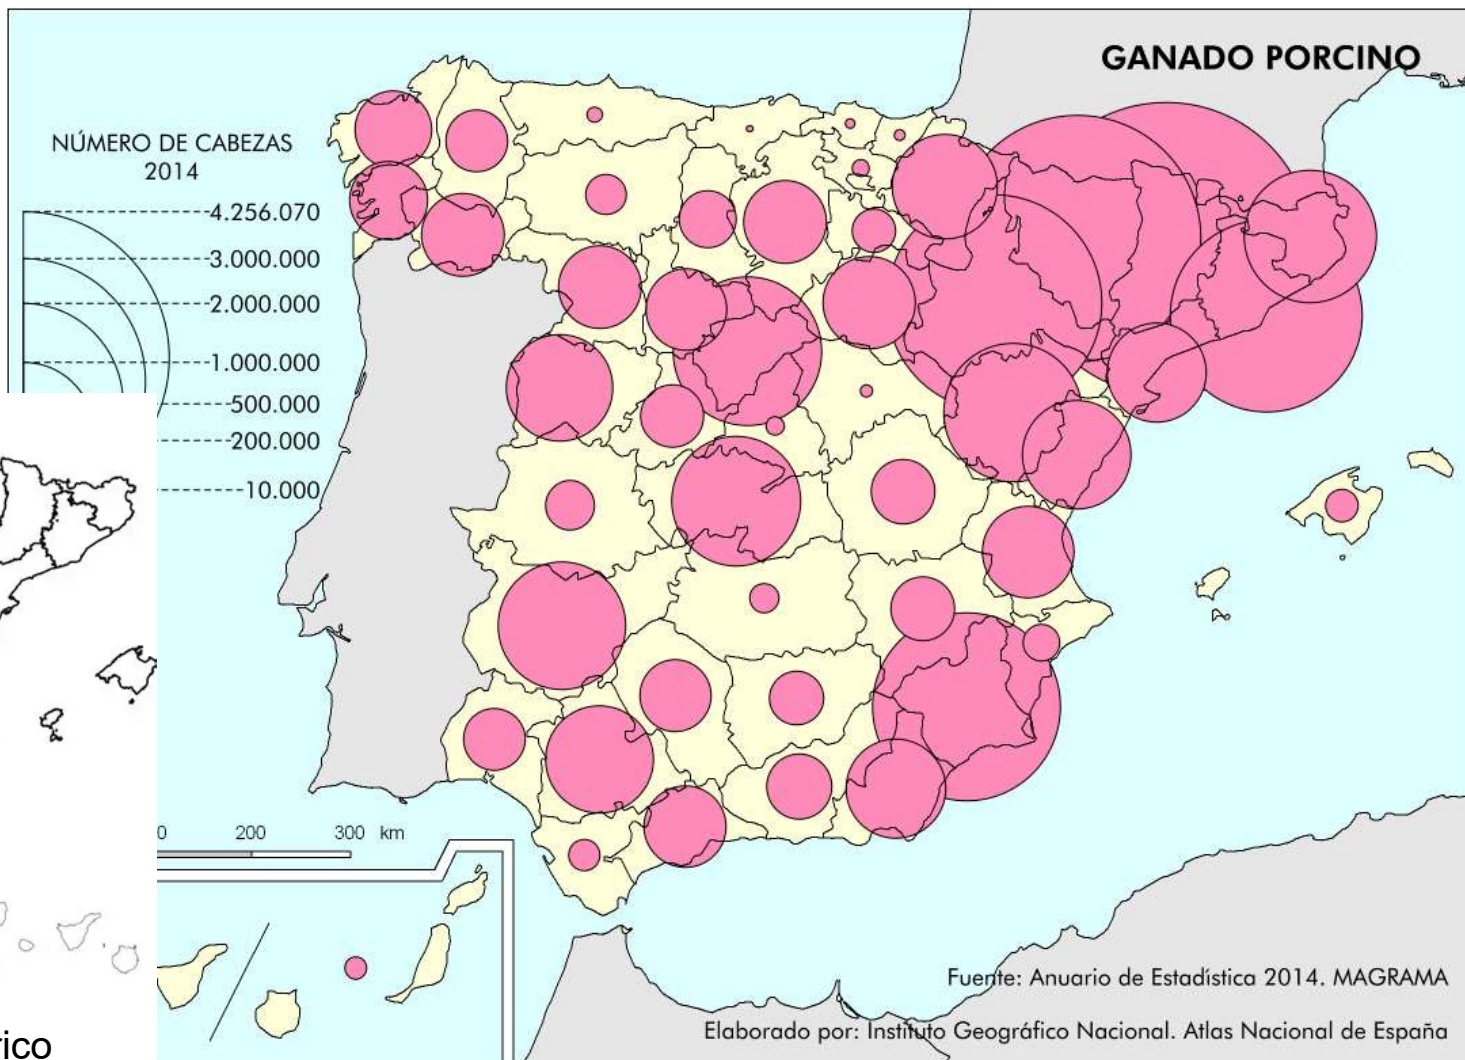 GANADO PORCINO
NÚMERO DE CABEZAS
2014
4.256.070
3.000.000
2.000.000
1.000.000
500.000
200.000
10.000
0 200 300 km
Fuente: Anuario de Estadística 2014. MAGRAMA
Elaborado por: Instituto Geográfico Nacional. Atlas Nacional de España
rico